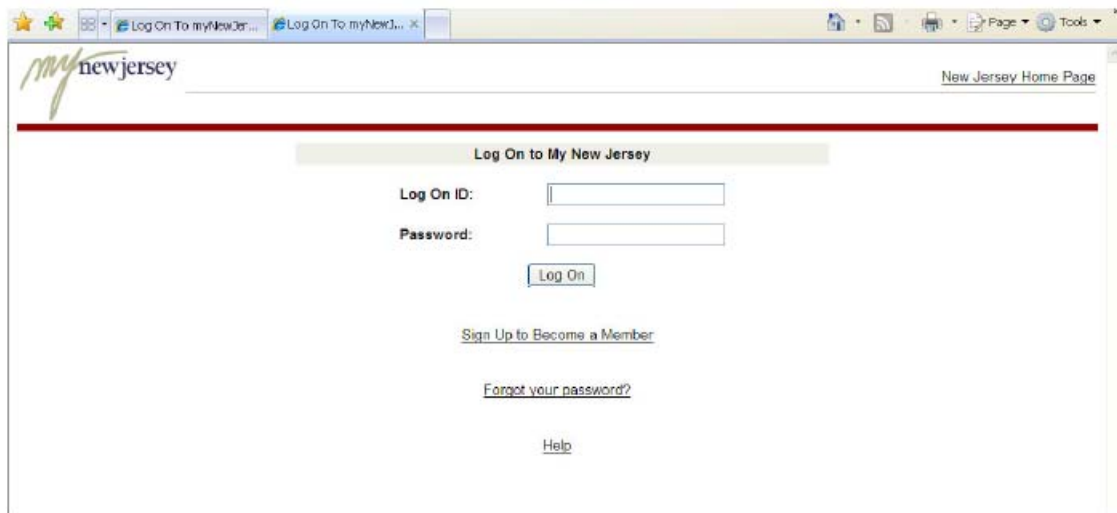 Log On To myNewJer... Log On To myNewJ... Page Tools
my newjersey
New Jersey Home Page
Log On to My New Jersey
Log On ID:
Password:
Log On
Sign Up to Become a Member
Forgot your password?
Help